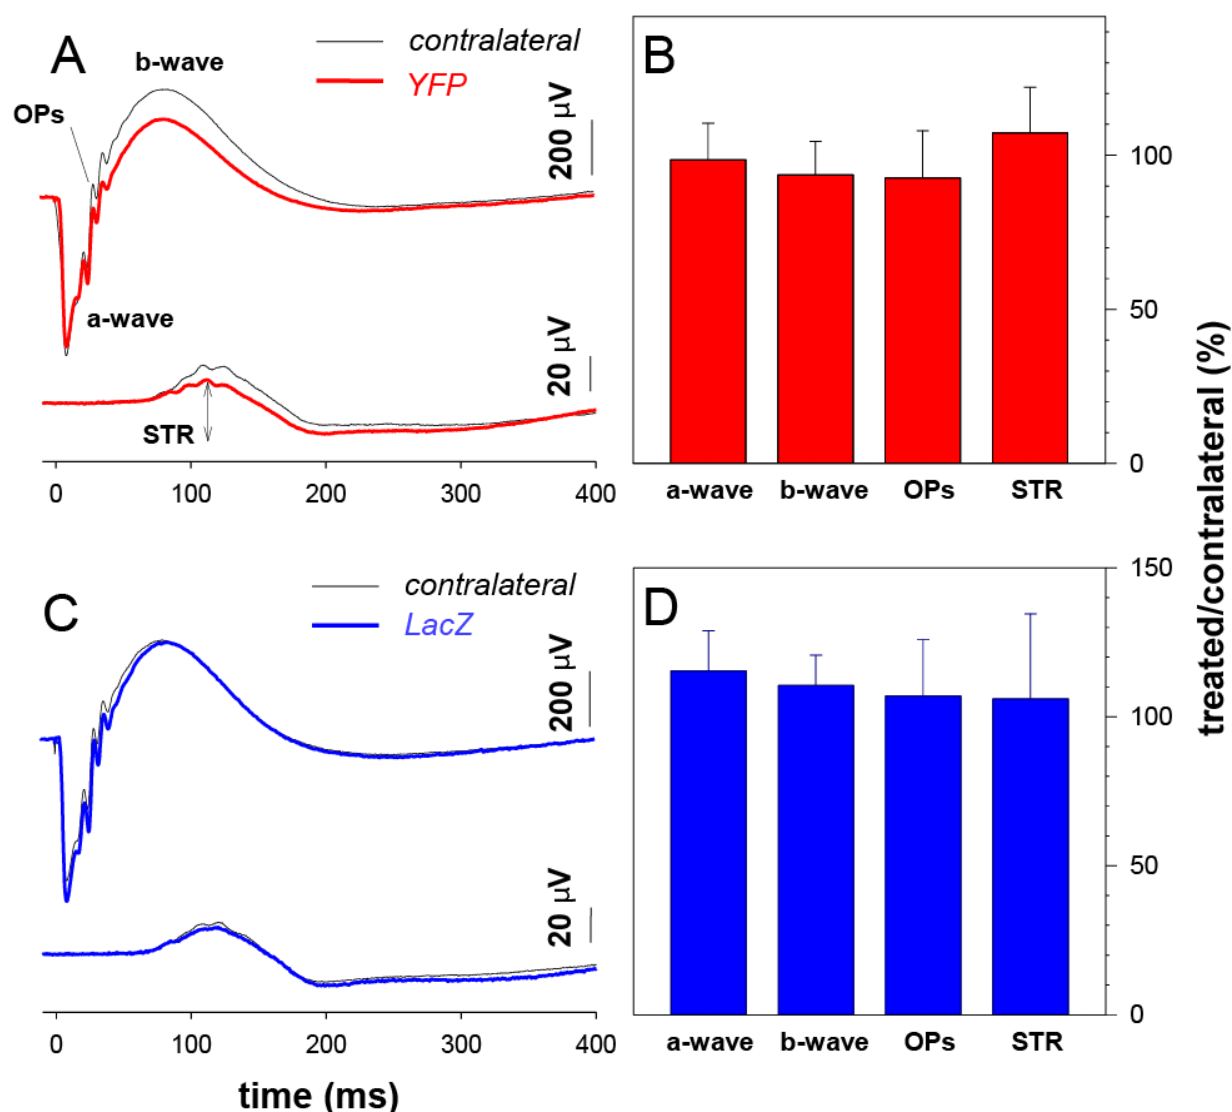 A
contralateral
YFP
b-wave
OPs
200 µV
a-wave
20 µV
STR
0 100 200 300 400
B
100
50
0
a-wave b-wave OPs STR
treated/contralateral (%)
C
contralateral
LacZ
200 µV
20 µV
0 100 200 300 400
time (ms)
D
150
100
50
0
a-wave b-wave OPs STR